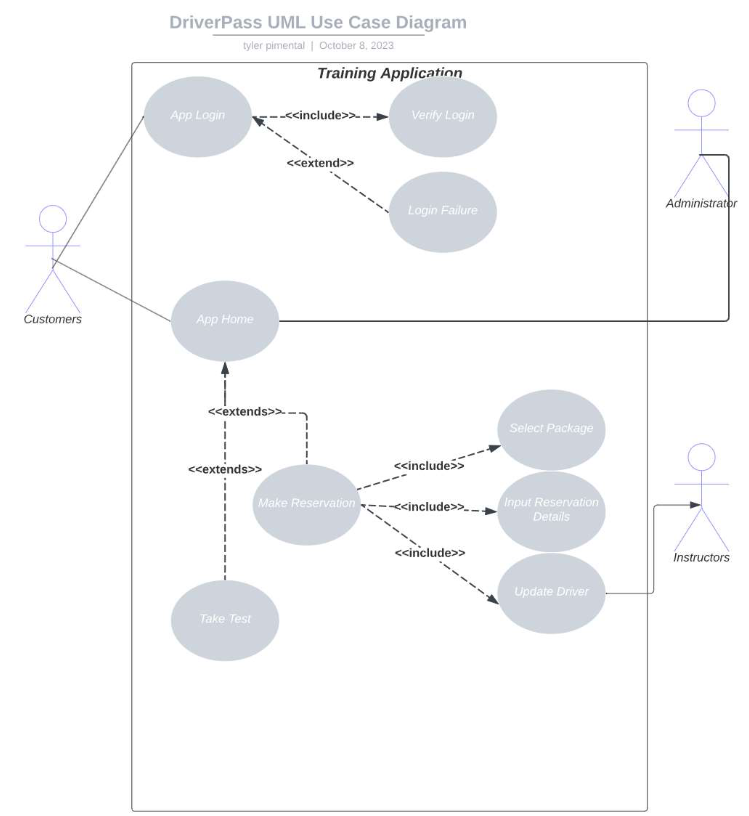 DriverPass UML Use Case Diagram
tyler pimental | October 8, 2023
Training Application
App Login
<<include>>
Verify Login
<<extend>>
Login Failure
Administrator
Customers
App Home
<<extends>>
Select Package
<<extends>>
<<include>>
Make Reservation
<<include>>
Input Reservation
Details
<<include>>
Instructors
Update Driver
Take Test